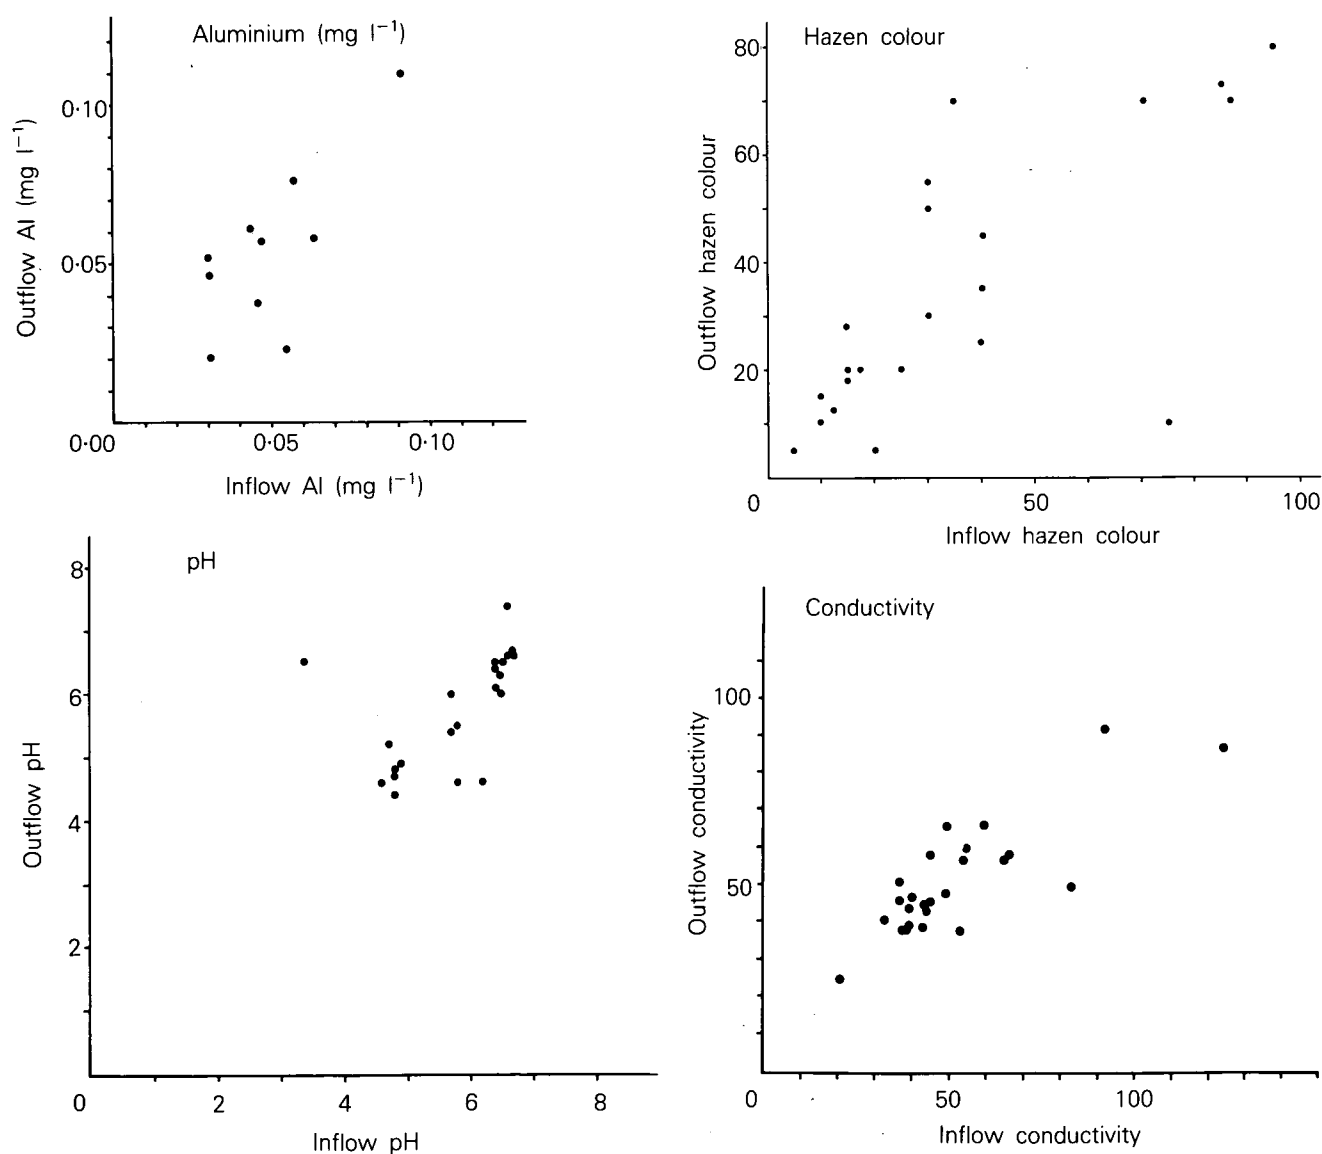 Aluminium (mg l⁻¹)
Outflow Al (mg l⁻¹)
0·10
0·05
0·00
0·05
0·10
Inflow Al (mg l⁻¹)
Hazen colour
Outflow hazen colour
80
60
40
20
0
50
100
Inflow hazen colour
pH
Outflow pH
8
6
4
2
0
2
4
6
8
Inflow pH
Conductivity
Outflow conductivity
100
50
0
50
100
Inflow conductivity